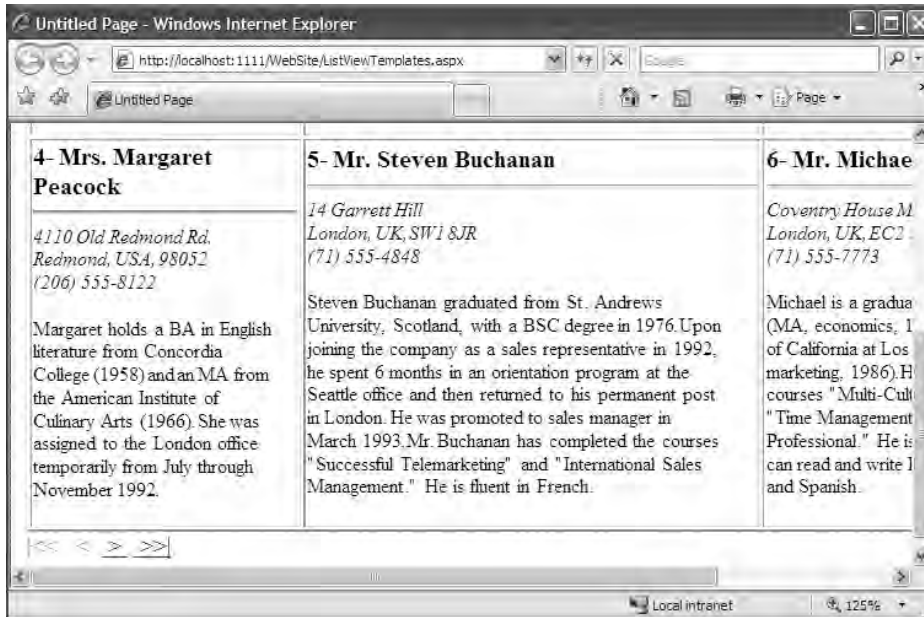 Untitled Page - Windows Internet Explorer
http://localhost:1111/WebSite/ListViewTemplates.aspx
Google
Untitled Page
Page
4- Mrs. Margaret
Peacock
4110 Old Redmond Rd.
Redmond, USA, 98052
(206) 555-8122
Margaret holds a BA in English
literature from Concordia
College (1958) and an MA from
the American Institute of
Culinary Arts (1966). She was
assigned to the London office
temporarily from July through
November 1992.
5- Mr. Steven Buchanan
14 Garrett Hill
London, UK, SW1 8JR
(71) 555-4848
Steven Buchanan graduated from St. Andrews
University, Scotland, with a BSC degree in 1976.Upon
joining the company as a sales representative in 1992,
he spent 6 months in an orientation program at the
Seattle office and then returned to his permanent post
in London. He was promoted to sales manager in
March 1993.Mr. Buchanan has completed the courses
"Successful Telemarketing" and "International Sales
Management." He is fluent in French.
6- Mr. Michae
Coventry House M
London, UK, EC2
(71) 555-7773
Michael is a gradua
(MA, economics, 1
of California at Los
marketing, 1986).H
courses "Multi-Cult
"Time Management
Professional." He is
can read and write
and Spanish.
<< < > >>
Local intranet
125%